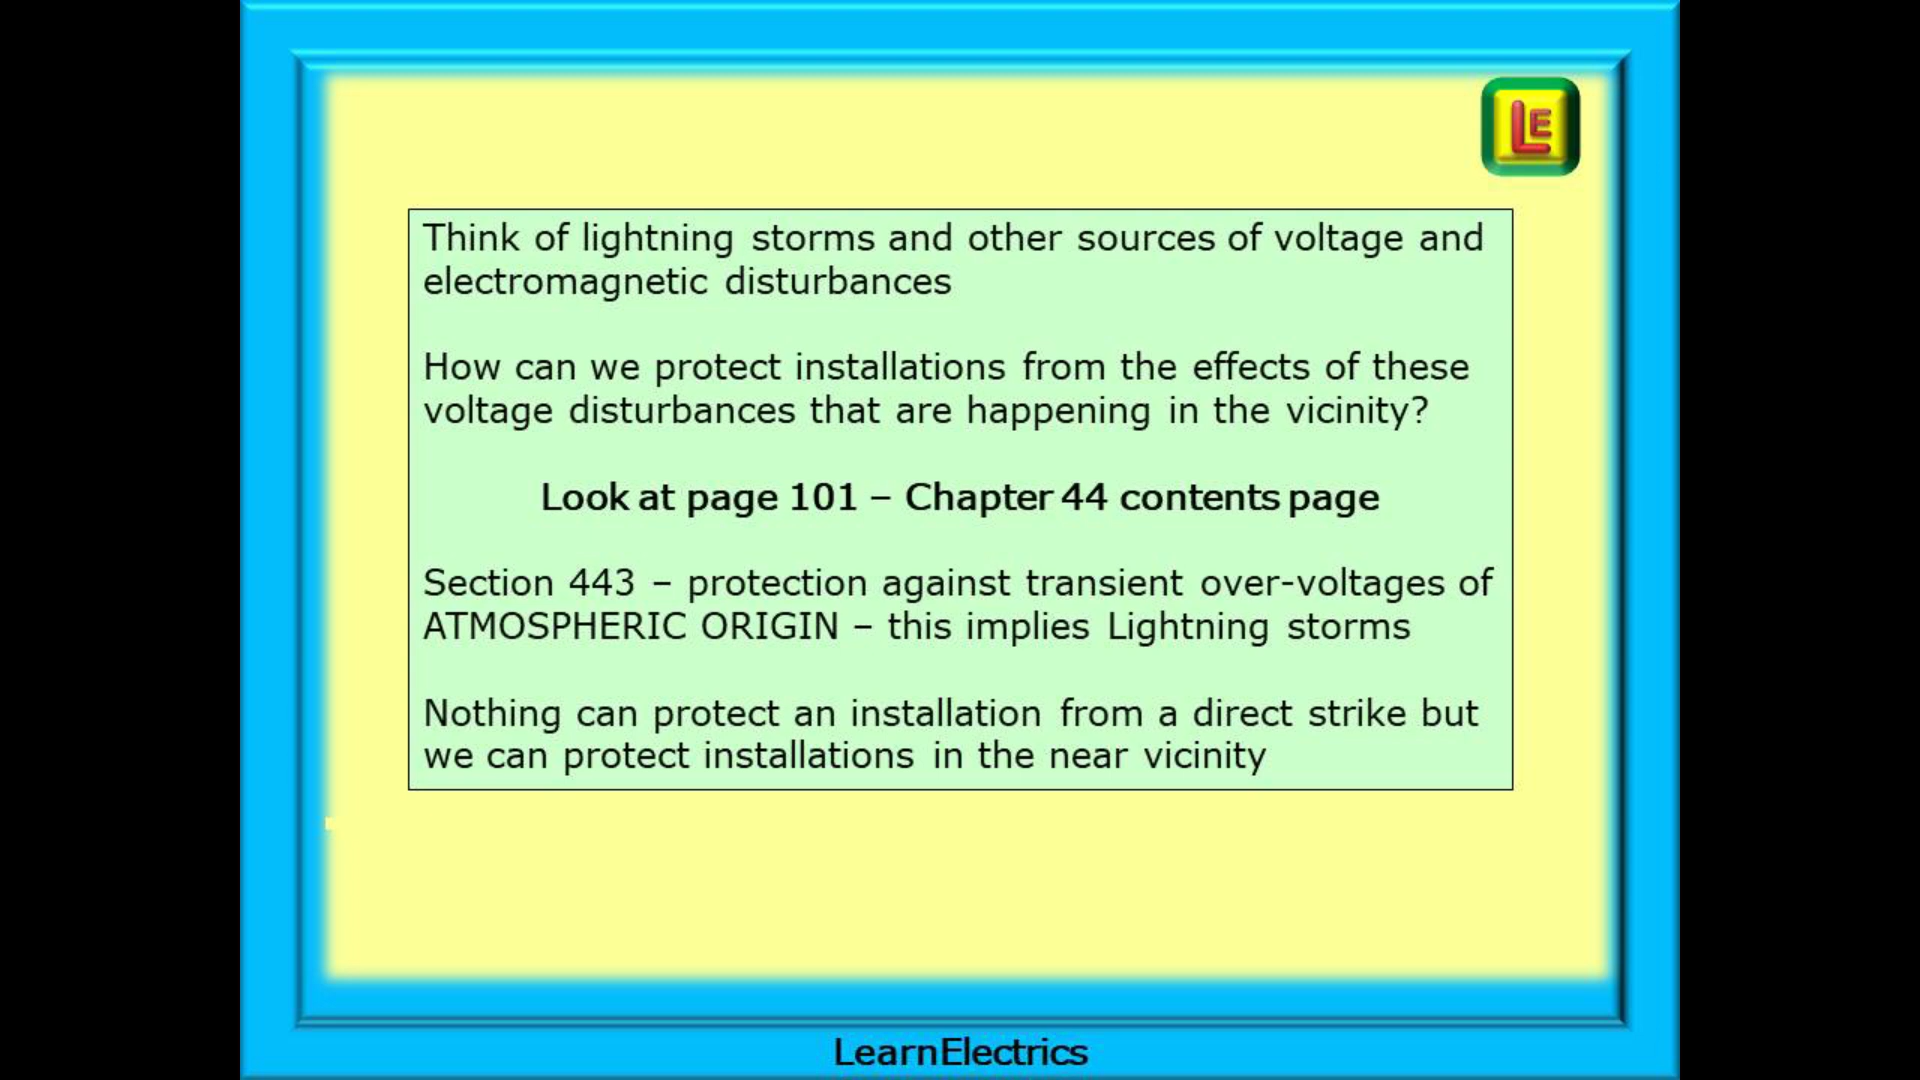 LE
Think of lightning storms and other sources of voltage and
electromagnetic disturbances
How can we protect installations from the effects of these
voltage disturbances that are happening in the vicinity?
Look at page 101 – Chapter 44 contents page
Section 443 – protection against transient over-voltages of
ATMOSPHERIC ORIGIN – this implies Lightning storms
Nothing can protect an installation from a direct strike but
we can protect installations in the near vicinity
LearnElectrics